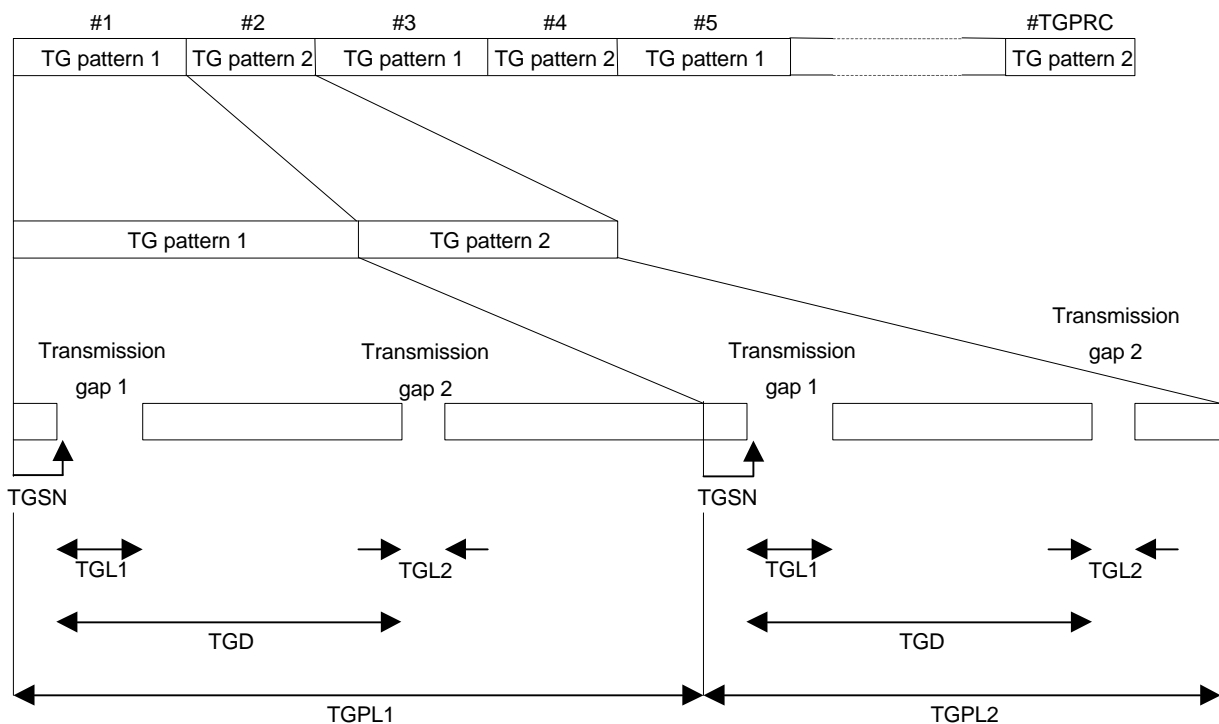 #1 #2 #3 #4 #5 #TGPRC
TG pattern 1 TG pattern 2 TG pattern 1 TG pattern 2 TG pattern 1 TG pattern 2
TG pattern 1 TG pattern 2
Transmission
gap 1
Transmission
gap 2
Transmission
gap 1
Transmission
gap 2
TGSN TGSN
TGL1 TGL2 TGL1 TGL2
TGD TGD
TGPL1 TGPL2